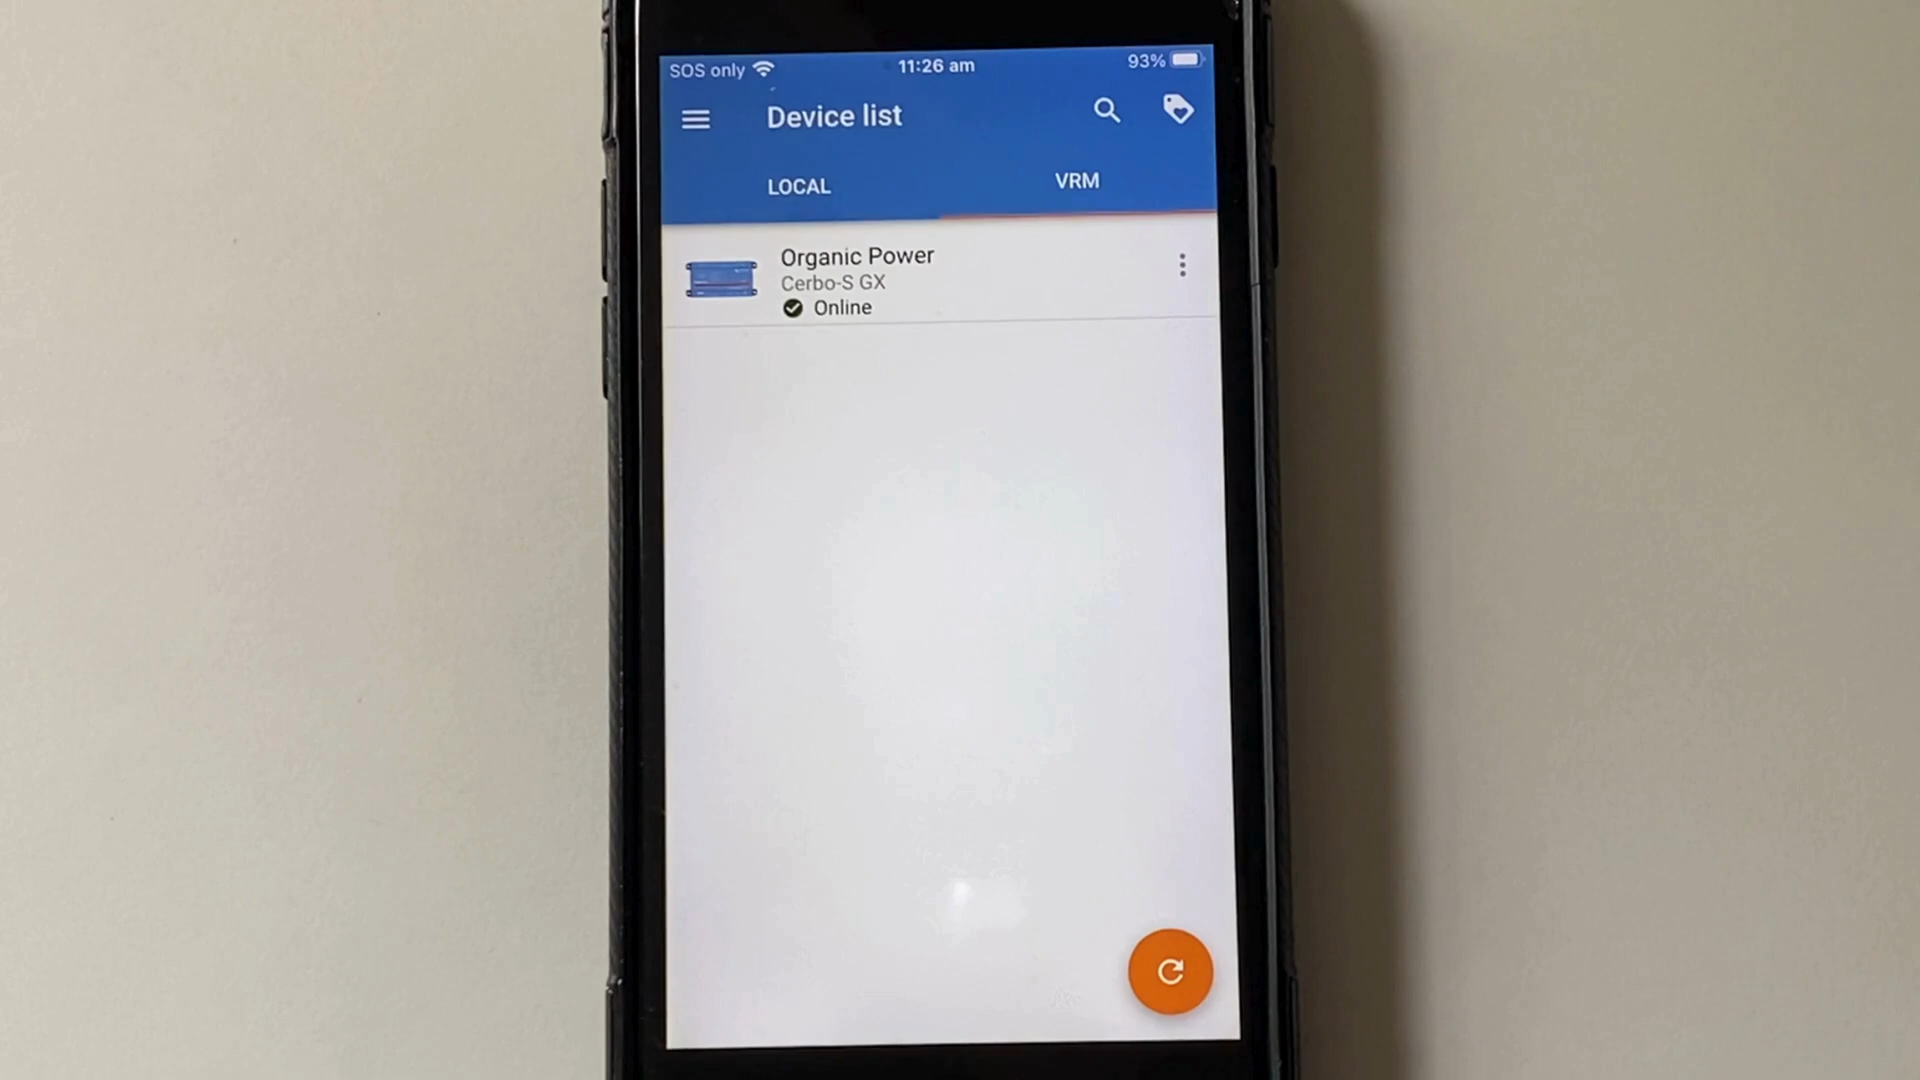 SOS only
11:26 am
93%
Device list
LOCAL
VRM
Organic Power
Cerbo-S GX
Online